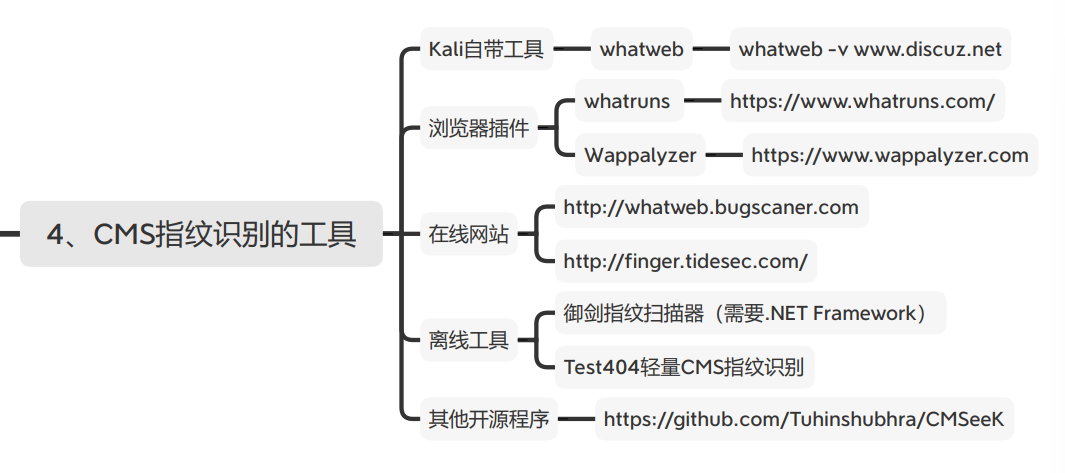 4、CMS指纹识别的工具
Kali自带工具
whatweb
whatweb -v www.discuz.net
浏览器插件
whatruns
https://www.whatruns.com/
Wappalyzer
https://www.wappalyzer.com
在线网站
http://whatweb.bugscaner.com
http://finger.tidesec.com/
离线工具
御剑指纹扫描器（需要.NET Framework）
Test404轻量CMS指纹识别
其他开源程序
https://github.com/Tuhinshubhra/CMSeeK